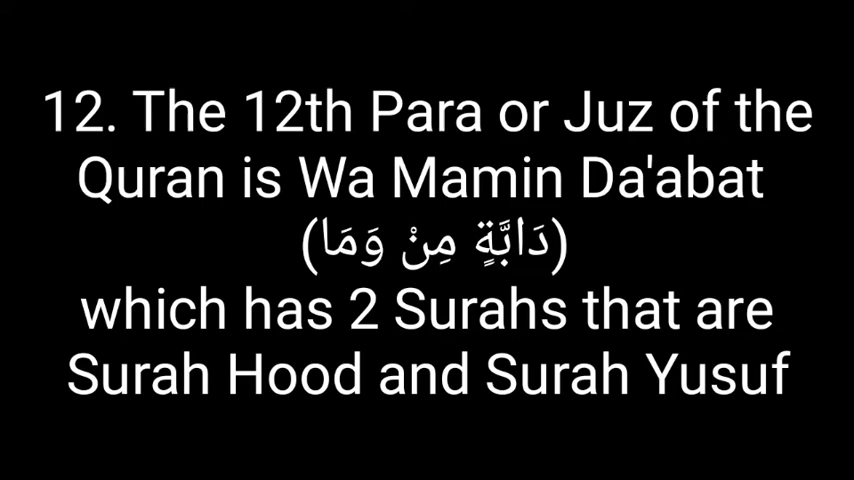 12. The 12th Para or Juz of the
Quran is Wa Mamin Da'abat
(دَابَّةٍ مِنْ وَمَا)
which has 2 Surahs that are
Surah Hood and Surah Yusuf